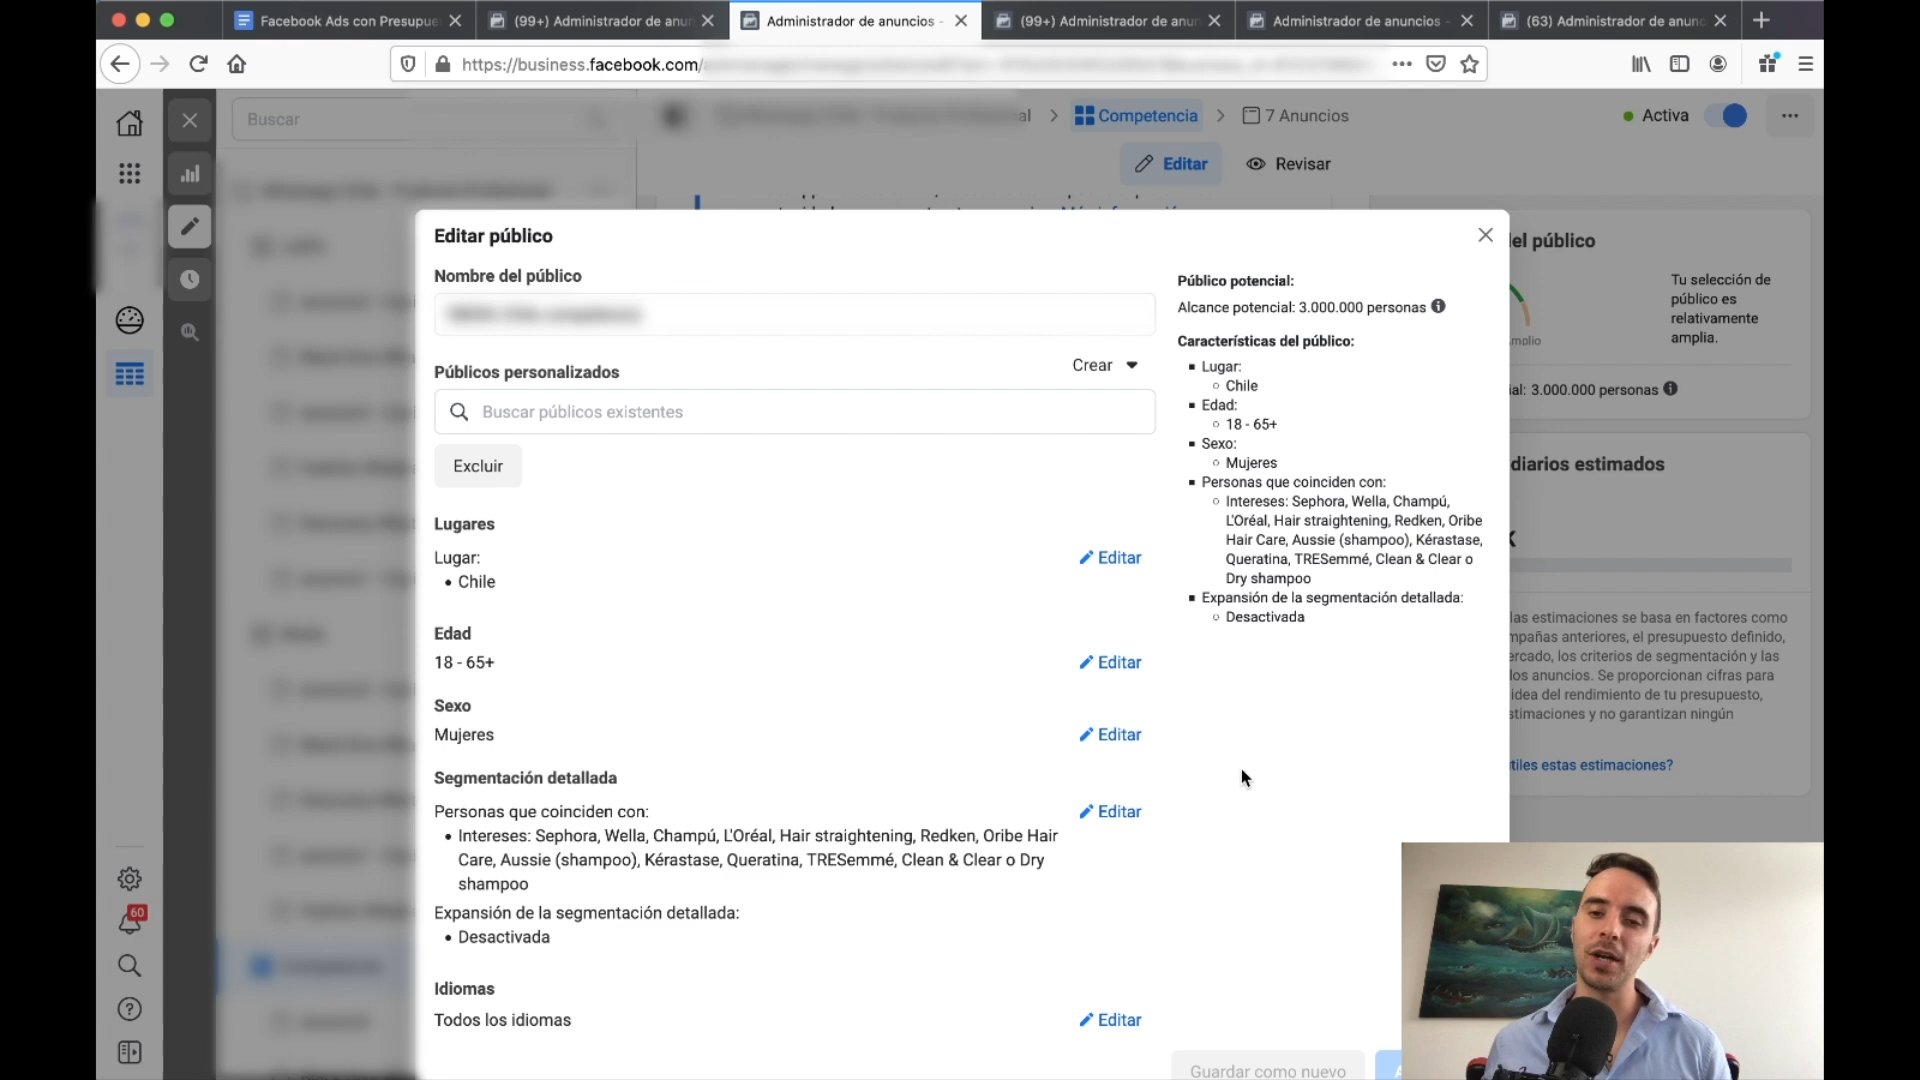 Facebook Ads con Presupue
(99+) Administrador de anun
Administrador de anuncios -
(99+) Administrador de anun
Administrador de anuncios -
(63) Administrador de anunc
https://business.facebook.com/
Buscar
Competencia
7 Anuncios
Activa
Editar
Revisar
Editar público
Nombre del público
Públicos personalizados
Crear
Buscar públicos existentes
Excluir
Lugares
Lugar:
Editar
• Chile
Edad
18 - 65+
Editar
Sexo
Mujeres
Editar
Segmentación detallada
Personas que coinciden con:
Editar
• Intereses: Sephora, Wella, Champú, L'Oréal, Hair straightening, Redken, Oribe Hair
Care, Aussie (shampoo), Kérastase, Queratina, TRESemmé, Clean & Clear o Dry
shampoo
Expansión de la segmentación detallada:
• Desactivada
Idiomas
Todos los idiomas
Editar
Guardar como nuevo
Público potencial:
Alcance potencial: 3.000.000 personas
Características del público:
Lugar:
Chile
Edad:
18 - 65+
Sexo:
Mujeres
Personas que coinciden con:
Intereses: Sephora, Wella, Champú,
L'Oréal, Hair straightening, Redken, Oribe
Hair Care, Aussie (shampoo), Kérastase,
Queratina, TRESemmé, Clean & Clear o
Dry shampoo
Expansión de la segmentación detallada:
Desactivada
el público
Tu selección de
público es
relativamente
amplia.
mplio
ial: 3.000.000 personas
diarios estimados
las estimaciones se basa en factores como
mpañas anteriores, el presupuesto definido,
ercado, los criterios de segmentación y las
los anuncios. Se proporcionan cifras para
idea del rendimiento de tu presupuesto,
stimaciones y no garantizan ningún
tiles estas estimaciones?
60